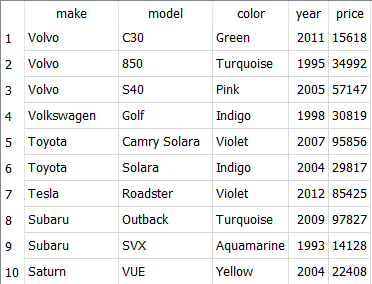 make model color year price
1 Volvo C30 Green 2011 15618
2 Volvo 850 Turquoise 1995 34992
3 Volvo S40 Pink 2005 57147
4 Volkswagen Golf Indigo 1998 30819
5 Toyota Camry Solara Violet 2007 95856
6 Toyota Solara Indigo 2004 29817
7 Tesla Roadster Violet 2012 85425
8 Subaru Outback Turquoise 2009 97827
9 Subaru SVX Aquamarine 1993 14128
10 Saturn VUE Yellow 2004 22408